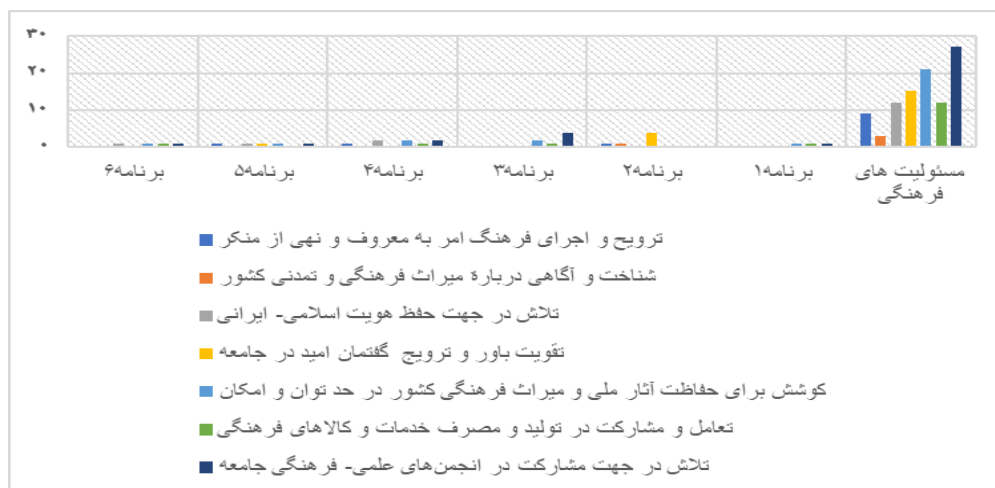 ۳۰
۲۰
۱۰
۰
مسئولیت های فرهنگی
برنامه۱
برنامه۲
برنامه۳
برنامه۴
برنامه۵
برنامه۶
ترویح و اجرای فرهنگ امر به معروف و نهی از منکر
شناخت و آگاهی دربارهٔ میراث فرهنگی و تمدنی کشور
تلاش در جهت حفظ هویت اسلامی- ایرانی
تقویت باور و ترویج گفتمان امید در جامعه
کوشش برای حفاظت آثار ملی و میراث فرهنگی کشور در حد توان و امکان
تعامل و مشارکت در تولید و مصرف خدمات و کالاهای فرهنگی
تلاش در جهت مشارکت در انجمن‌های علمی- فرهنگی جامعه